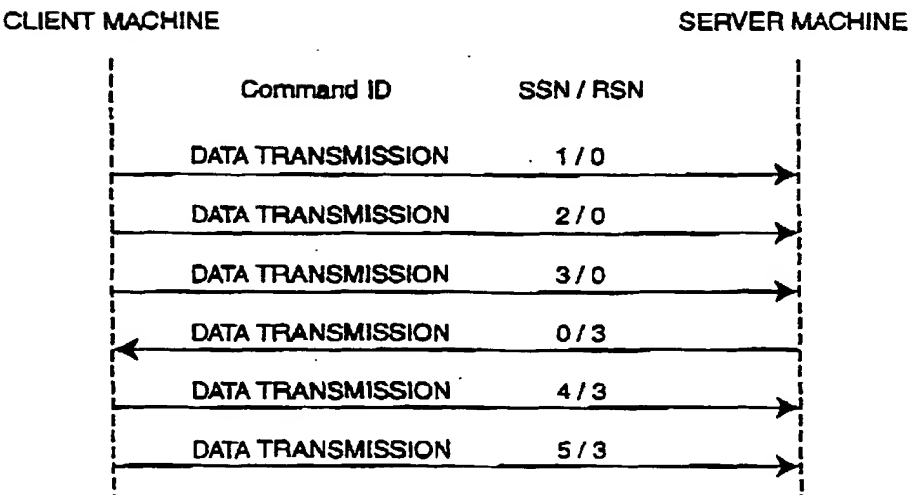 CLIENT MACHINE SERVER MACHINE
Command ID SSN / RSN
DATA TRANSMISSION 1 / 0
DATA TRANSMISSION 2 / 0
DATA TRANSMISSION 3 / 0
DATA TRANSMISSION 0 / 3
DATA TRANSMISSION 4 / 3
DATA TRANSMISSION 5 / 3